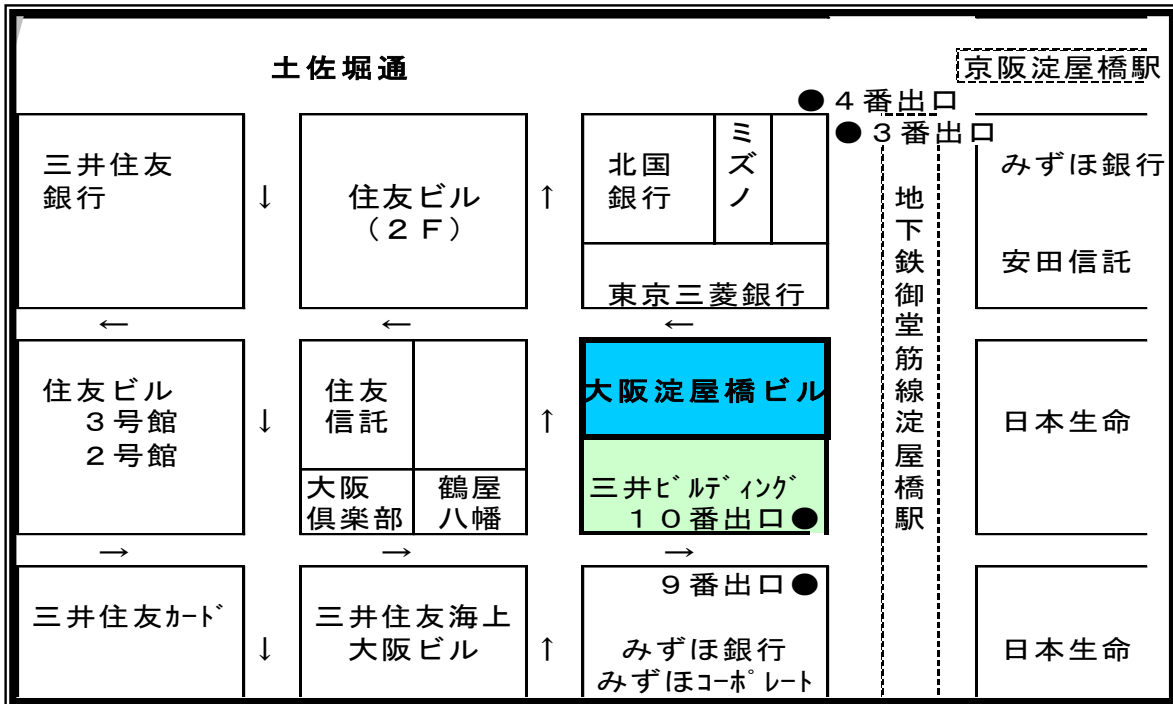 土佐堀通
京阪淀屋橋駅
●４番出口
●３番出口
三井住友
銀行
↓
住友ビル
（２Ｆ）
↑
北国
銀行
ミズノ
東京三菱銀行
地下鉄御堂筋線淀屋橋駅
みずほ銀行
安田信託
←
←
←
住友ビル
３号館
２号館
↓
住友
信託
大阪
倶楽部
鶴屋
八幡
↑
大阪淀屋橋ビル
三井ﾋﾞﾙﾃﾞｨﾝｸﾞ
１０番出口●
日本生命
→
→
→
三井住友ｶｰﾄﾞ
↓
三井住友海上
大阪ビル
↑
９番出口●
みずほ銀行
みずほｺｰﾎﾟﾚｰﾄ
日本生命